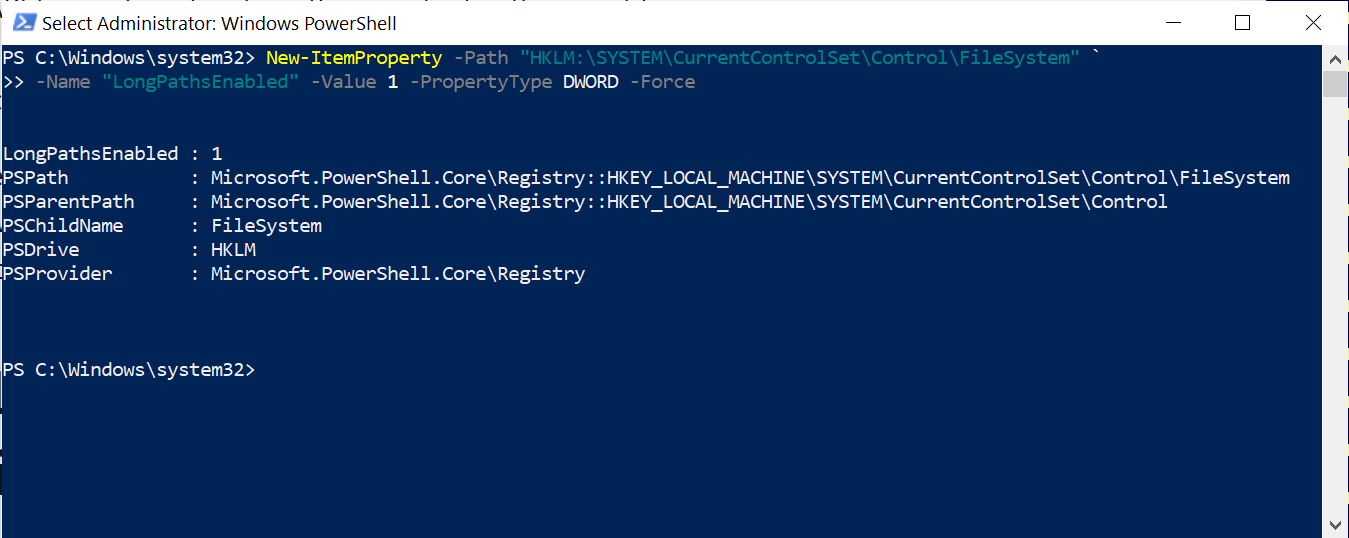 Select Administrator: Windows PowerShell
PS C:\Windows\system32> New-ItemProperty -Path "HKLM:\SYSTEM\CurrentControlSet\Control\FileSystem" `
>> -Name "LongPathsEnabled" -Value 1 -PropertyType DWORD -Force
LongPathsEnabled : 1
PSPath           : Microsoft.PowerShell.Core\Registry::HKEY_LOCAL_MACHINE\SYSTEM\CurrentControlSet\Control\FileSystem
PSParentPath     : Microsoft.PowerShell.Core\Registry::HKEY_LOCAL_MACHINE\SYSTEM\CurrentControlSet\Control
PSChildName      : FileSystem
PSDrive          : HKLM
PSProvider       : Microsoft.PowerShell.Core\Registry
PS C:\Windows\system32>